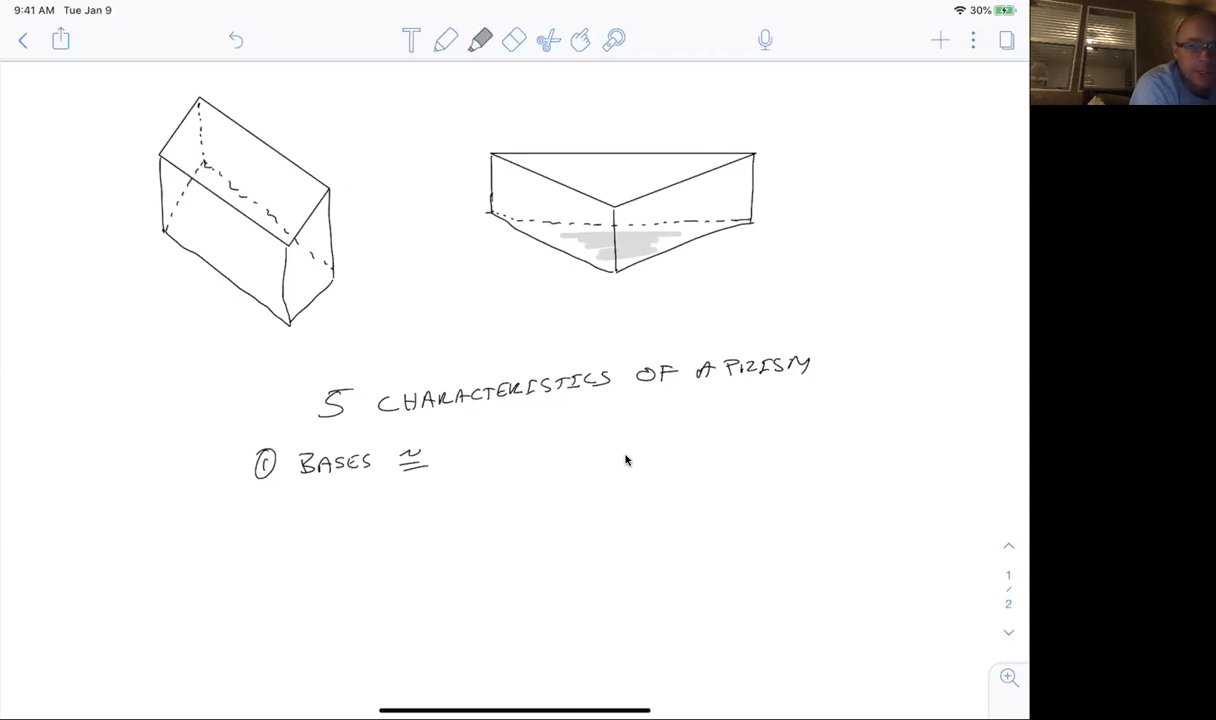 9:41 AM Tue Jan 9
30%
T
5 CHARACTERISTICS OF A PRISM
① BASES ≅
1
/
2